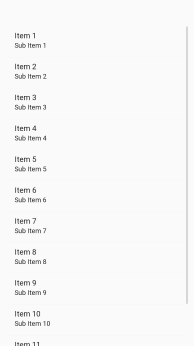 Item 1
Sub Item 1
Item 2
Sub Item 2
Item 3
Sub Item 3
Item 4
Sub Item 4
Item 5
Sub Item 5
Item 6
Sub Item 6
Item 7
Sub Item 7
Item 8
Sub Item 8
Item 9
Sub Item 9
Item 10
Sub Item 10
Item 11